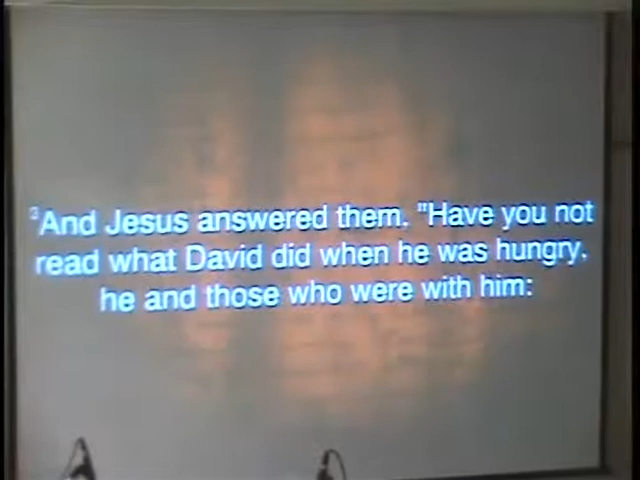 ³And Jesus answered them. "Have you not
read what David did when he was hungry,
he and those who were with him: